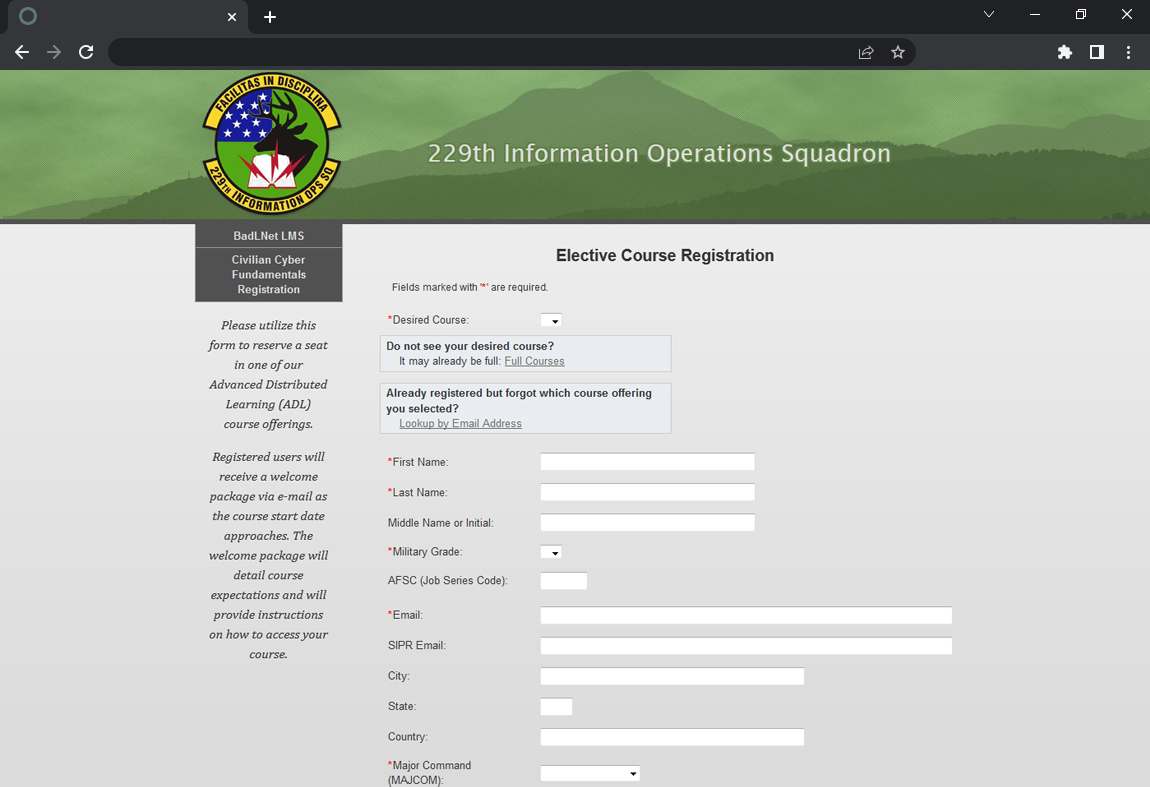 FACILITAS IN DISCIPLINA
229TH INFORMATION OPS SQ
229th Information Operations Squadron
BadLNet LMS
Civilian Cyber
Fundamentals
Registration
Please utilize this
form to reserve a seat
in one of our
Advanced Distributed
Learning (ADL)
course offerings.
Registered users will
receive a welcome
package via e-mail as
the course start date
approaches. The
welcome package will
detail course
expectations and will
provide instructions
on how to access your
course.
Elective Course Registration
Fields marked with '*' are required.
*Desired Course:
Do not see your desired course?
It may already be full: Full Courses
Already registered but forgot which course offering
you selected?
Lookup by Email Address
*First Name:
*Last Name:
Middle Name or Initial:
*Military Grade:
AFSC (Job Series Code):
*Email:
SIPR Email:
City:
State:
Country:
*Major Command
(MAJCOM):